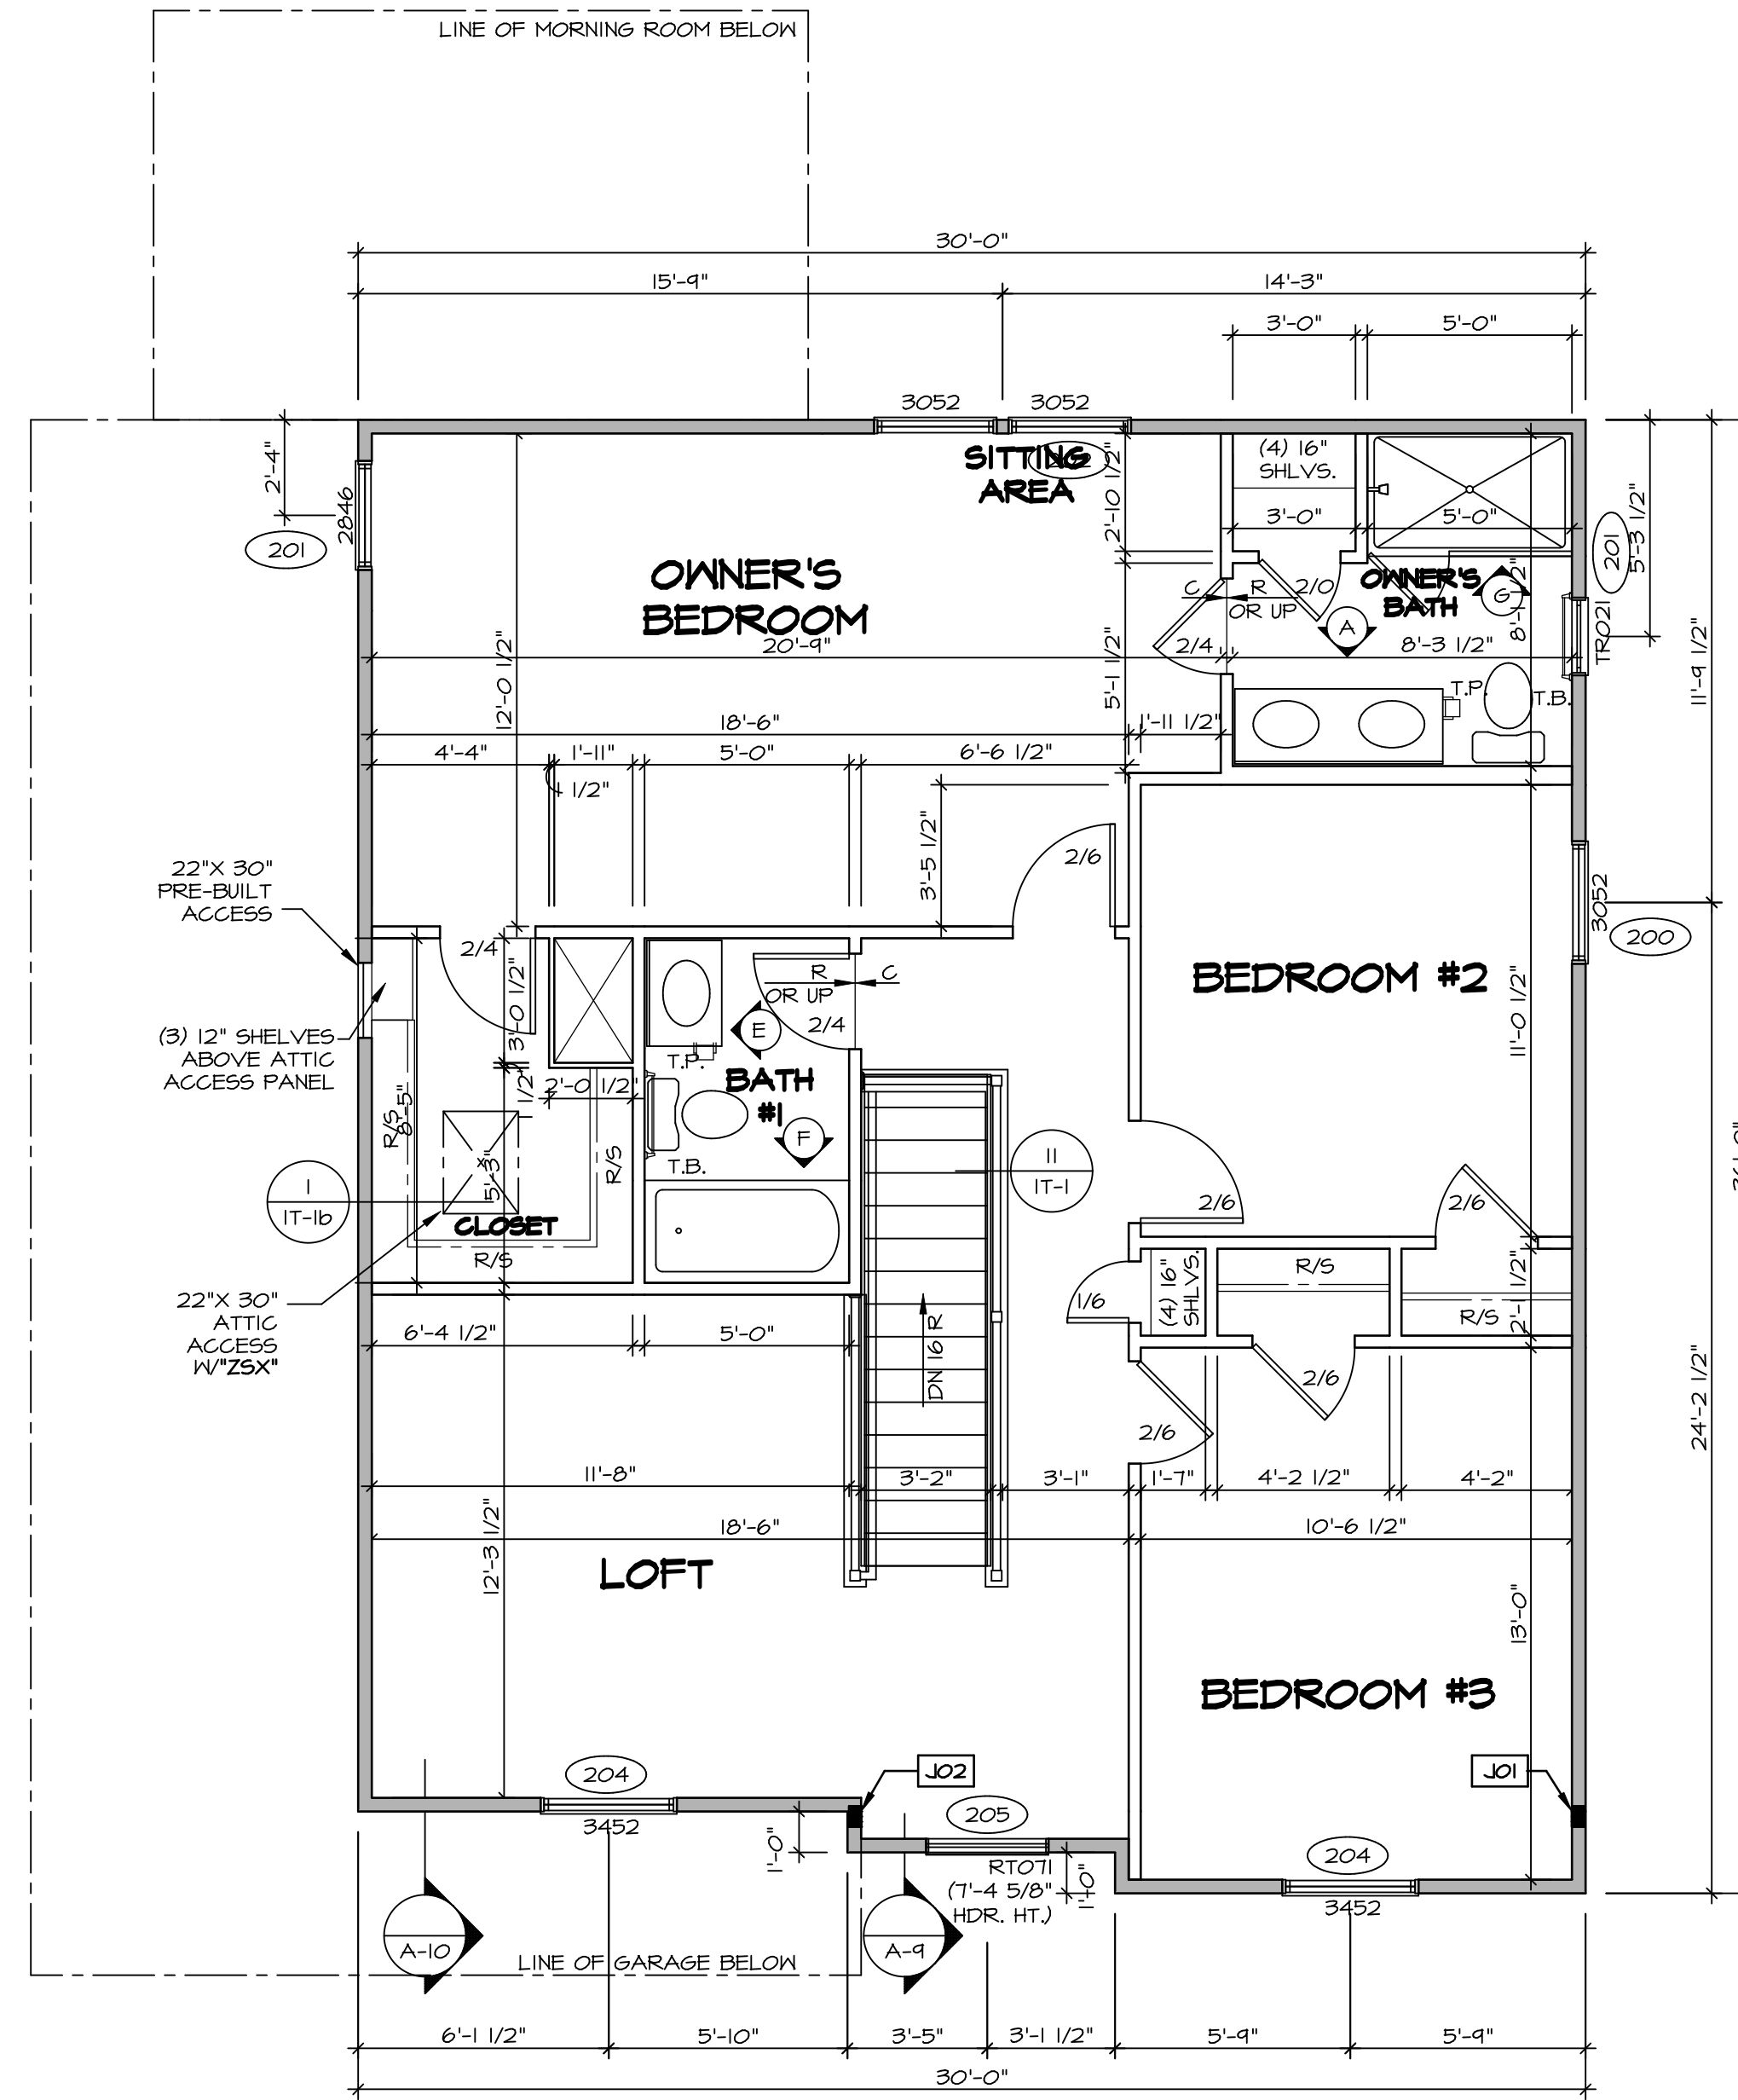 LINE OF MORNING ROOM BELOW
30'-0"
15'-9"
14'-3"
3'-0"
5'-0"
3052
3052
2'-4"
2846
201
SITTING
AREA
2'-10 1/2"
(4) 16"
SHLVS.
3'-0"
5'-0"
201
5'-3 1/2"
OWNER'S
BEDROOM
20'-9"
12'-0 1/2"
C
R
OR UP
2/0
2/4
A
OWNER'S
BATH
G
8'-1 1/2"
TR021
8'-3 1/2"
11'-9 1/2"
5'-1 1/2"
T.P.
T.B.
18'-6"
1'-11 1/2"
4'-4"
1'-11"
5'-0"
6'-6 1/2"
1/2"
3'-5 1/2"
2/6
22"X 30"
PRE-BUILT
ACCESS
3052
200
2/4
3'-0 1/2"
R
C
OR UP
2/4
E
BEDROOM #2
11'-0 1/2"
(3) 12" SHELVES
ABOVE ATTIC
ACCESS PANEL
R/S
8'-5"
1 1/2"
2'-0 1/2"
T.P.
BATH
#1
F
T.B.
R/S
X
5'-3"
1
IT-1b
CLOSET
R/S
11
IT-1
2/6
2/6
22"X 30"
ATTIC
ACCESS
W/"ZSX"
1/6
(4) 16"
SHLVS.
R/S
R/S
2'-1 1/2"
6'-4 1/2"
5'-0"
DN 16 R
2/6
2/6
24'-2 1/2"
11'-8"
3'-2"
3'-1"
1'-7"
4'-2 1/2"
4'-2"
18'-6"
10'-6 1/2"
12'-3 1/2"
LOFT
13'-0"
BEDROOM #3
204
3452
J02
J01
205
1'-0"
RT071
(7'-4 5/8"
HDR. HT.)
1'-0"
204
3452
A-10
A-9
LINE OF GARAGE BELOW
6'-1 1/2"
5'-10"
3'-5"
3'-1 1/2"
5'-9"
5'-9"
30'-0"